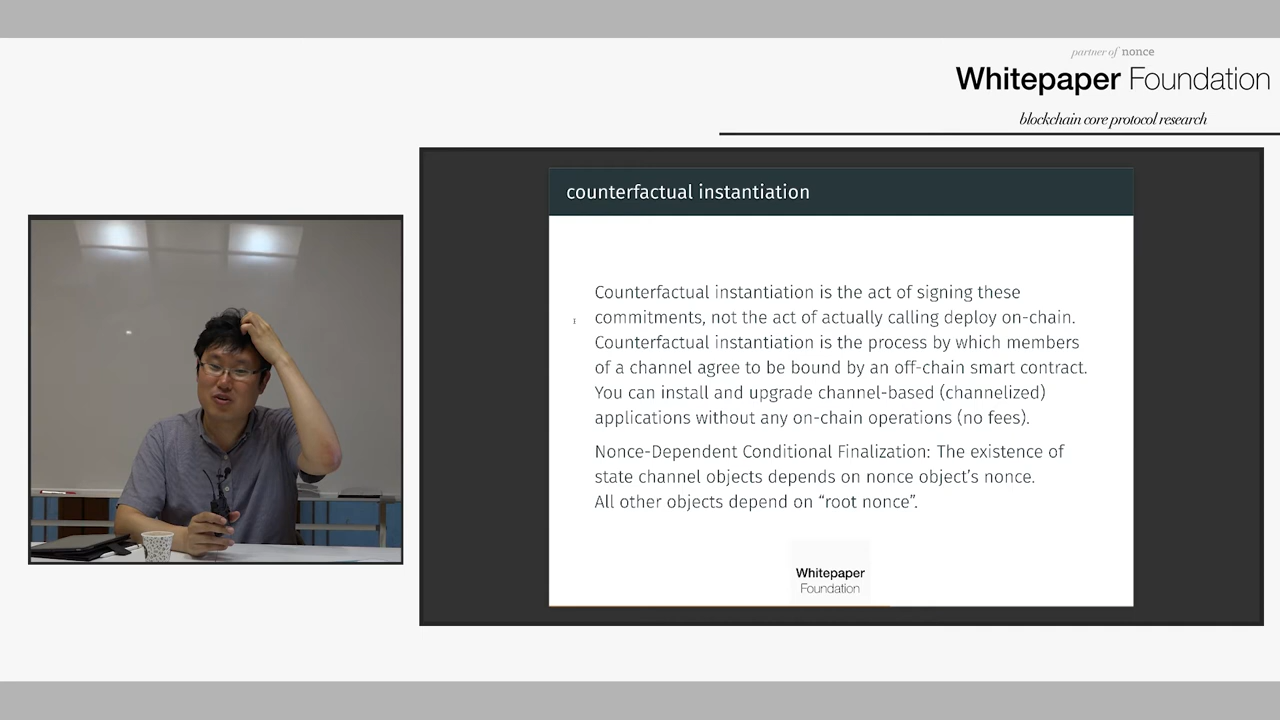 partner of nonce
Whitepaper Foundation
blockchain core protocol research
counterfactual instantiation
Counterfactual instantiation is the act of signing these
commitments, not the act of actually calling deploy on-chain.
Counterfactual instantiation is the process by which members
of a channel agree to be bound by an off-chain smart contract.
You can install and upgrade channel-based (channelized)
applications without any on-chain operations (no fees).
Nonce-Dependent Conditional Finalization: The existence of
state channel objects depends on nonce object’s nonce.
All other objects depend on “root nonce”.
Whitepaper
Foundation